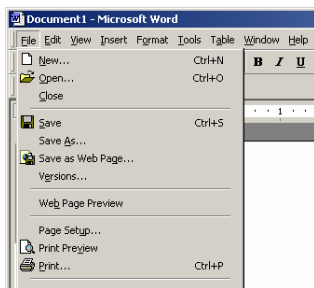 Document1 - Microsoft Word
File Edit View Insert Format Tools Table Window Help
New... Ctrl+N
B I U
Open... Ctrl+O
Close
1
Save Ctrl+S
Save As...
Save as Web Page...
Versions...
Web Page Preview
Page Setup...
Print Preview
Print... Ctrl+P